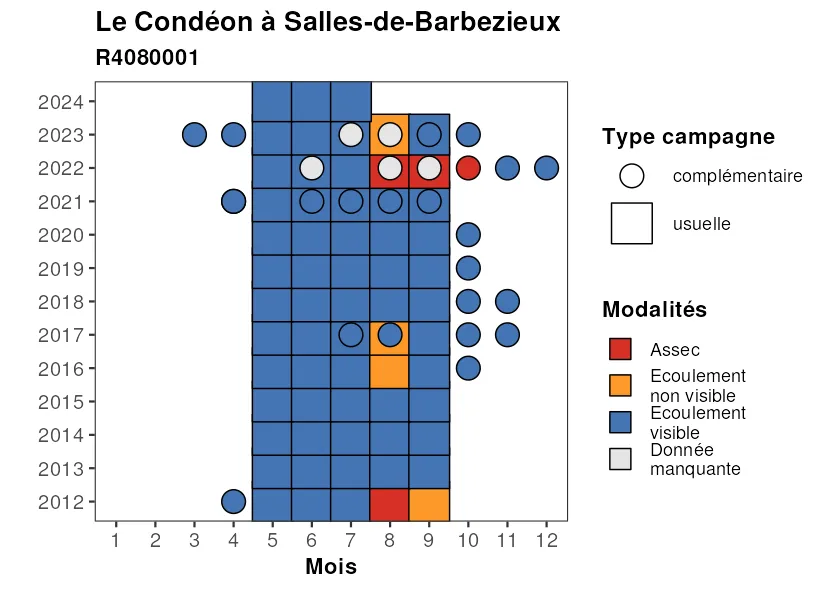 Le Condéon à Salles-de-Barbezieux
R4080001
2024
2023
2022
2021
2020
2019
2018
2017
2016
2015
2014
2013
2012
1 2 3 4 5 6 7 8 9 10 11 12
Mois
Type campagne
complémentaire
usuelle
Modalités
Assec
Ecoulement
non visible
Ecoulement
visible
Donnée
manquante